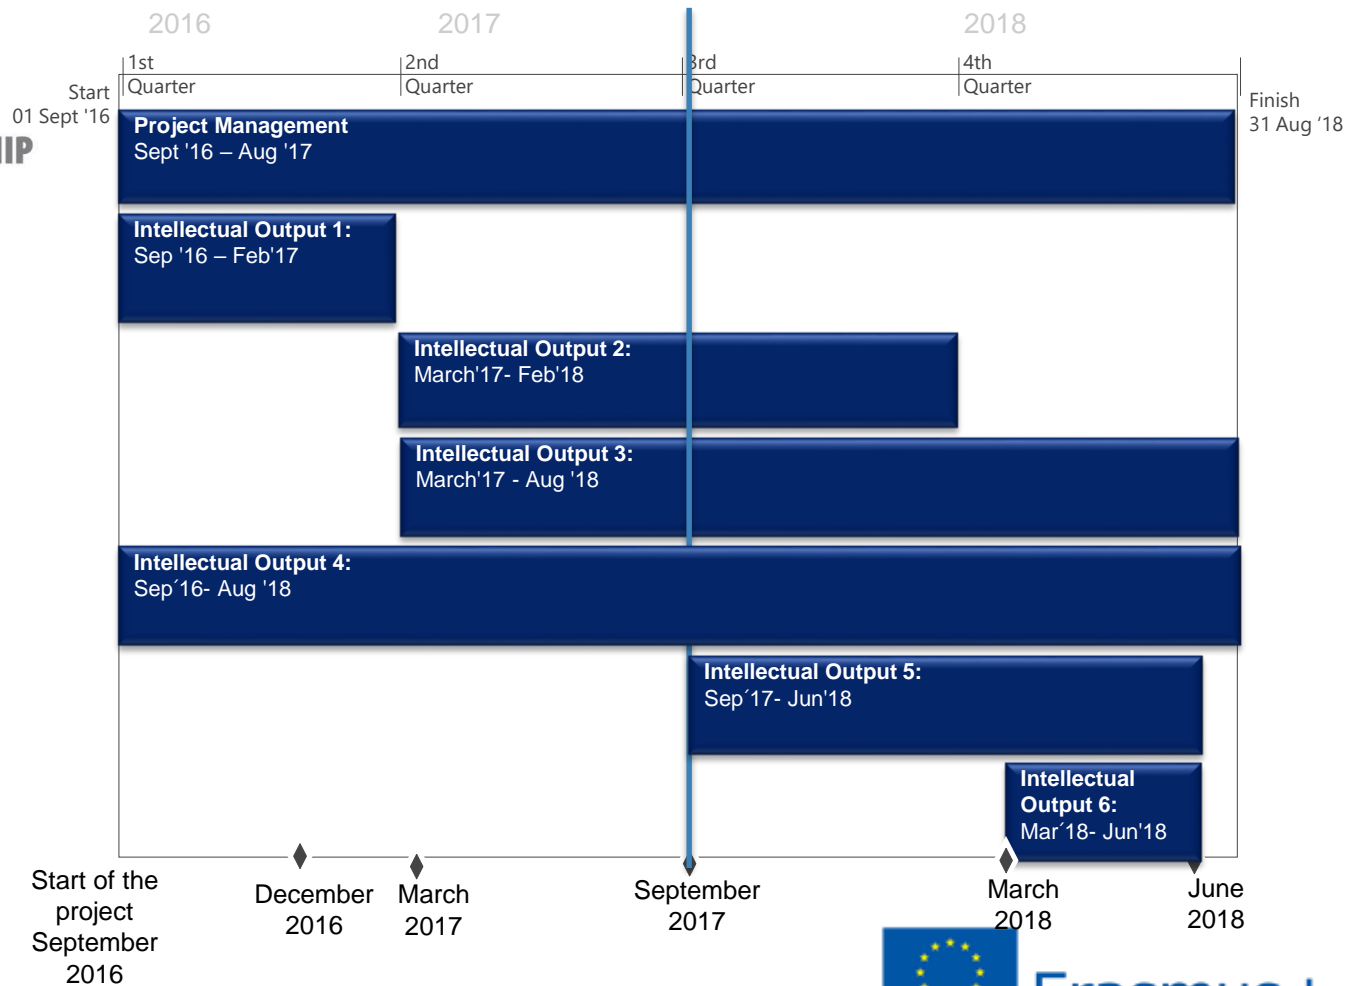 2016
2017
2018
1st
Quarter
2nd
Quarter
3rd
Quarter
4th
Quarter
Start
01 Sept '16
Finish
31 Aug ‘18
Project Management
Sept '16 – Aug '17
Intellectual Output 1:
Sep '16 – Feb'17
Intellectual Output 2:
March'17- Feb'18
Intellectual Output 3:
March'17 - Aug '18
Intellectual Output 4:
Sep´16- Aug '18
Intellectual Output 5:
Sep´17- Jun'18
Intellectual
Output 6:
Mar´18- Jun'18
Start of the
project
September
2016
December
2016
March
2017
September
2017
March
2018
June
2018
Erasmus+